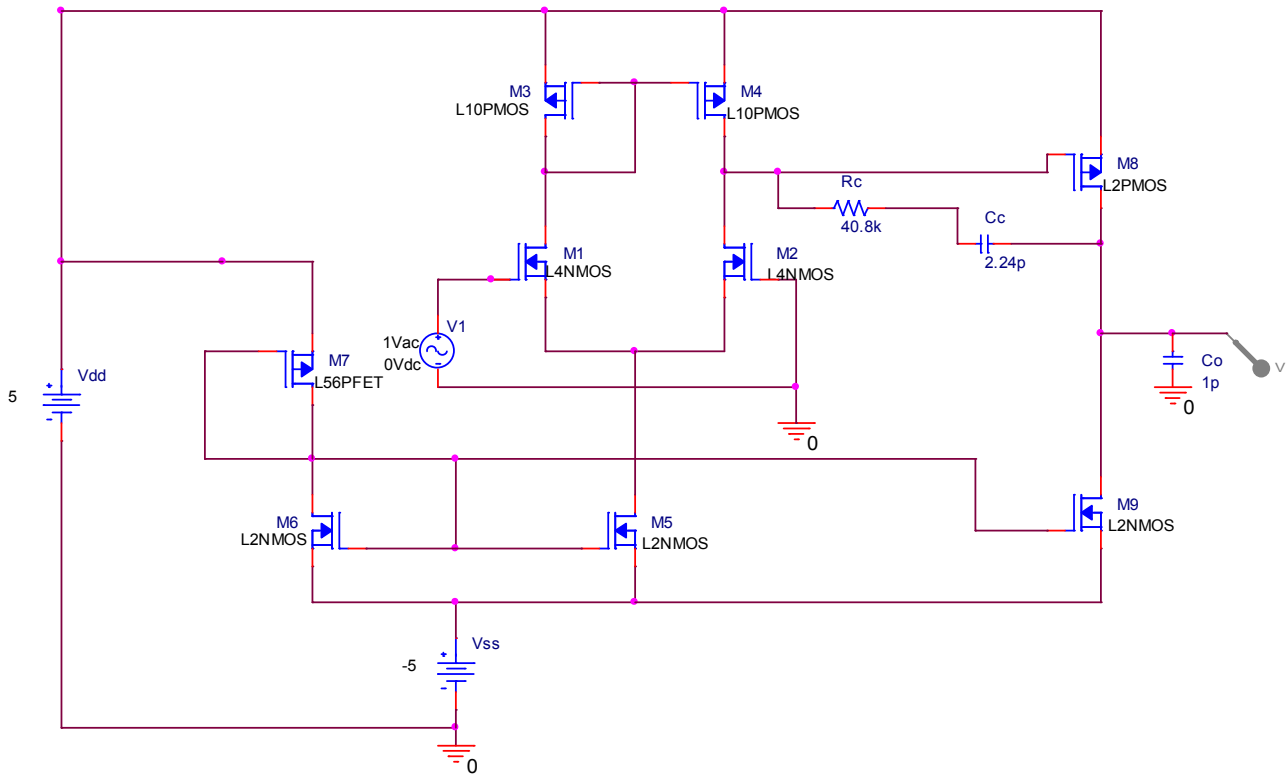 M3
L10PMOS
M4
L10PMOS
M8
L2PMOS
Rc
40.8k
Cc
2.24p
M1
L4NMOS
M2
L4NMOS
V1
1Vac
0Vdc
M7
L56PFET
Vdd
5
Co
1p
V
0
0
M6
L2NMOS
M5
L2NMOS
M9
L2NMOS
Vss
-5
0